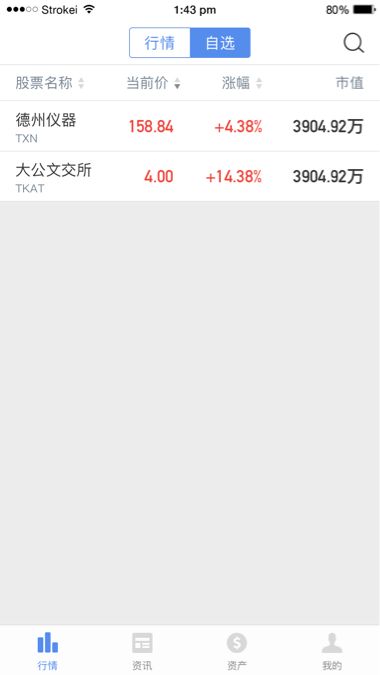 Strokei 1:43 pm 80%
行情 自选
股票名称 当前价 涨幅 市值
德州仪器 158.84 +4.38% 3904.92万
TXN
大公文交所 4.00 +14.38% 3904.92万
TKAT
行情 资讯 资产 我的